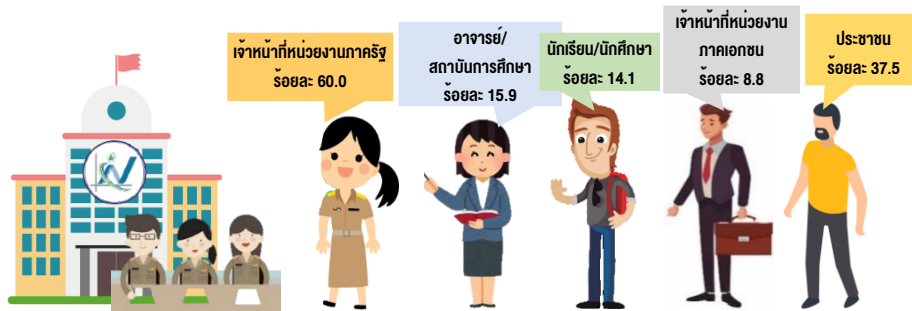 เจ้าหน้าที่หน่วยงานภาครัฐ
ร้อยละ 60.0
อาจารย์/
สถาบันการศึกษา
ร้อยละ 15.9
นักเรียน/นักศึกษา
ร้อยละ 14.1
เจ้าหน้าที่หน่วยงาน
ภาคเอกชน
ร้อยละ 8.8
ประชาชน
ร้อยละ 37.5